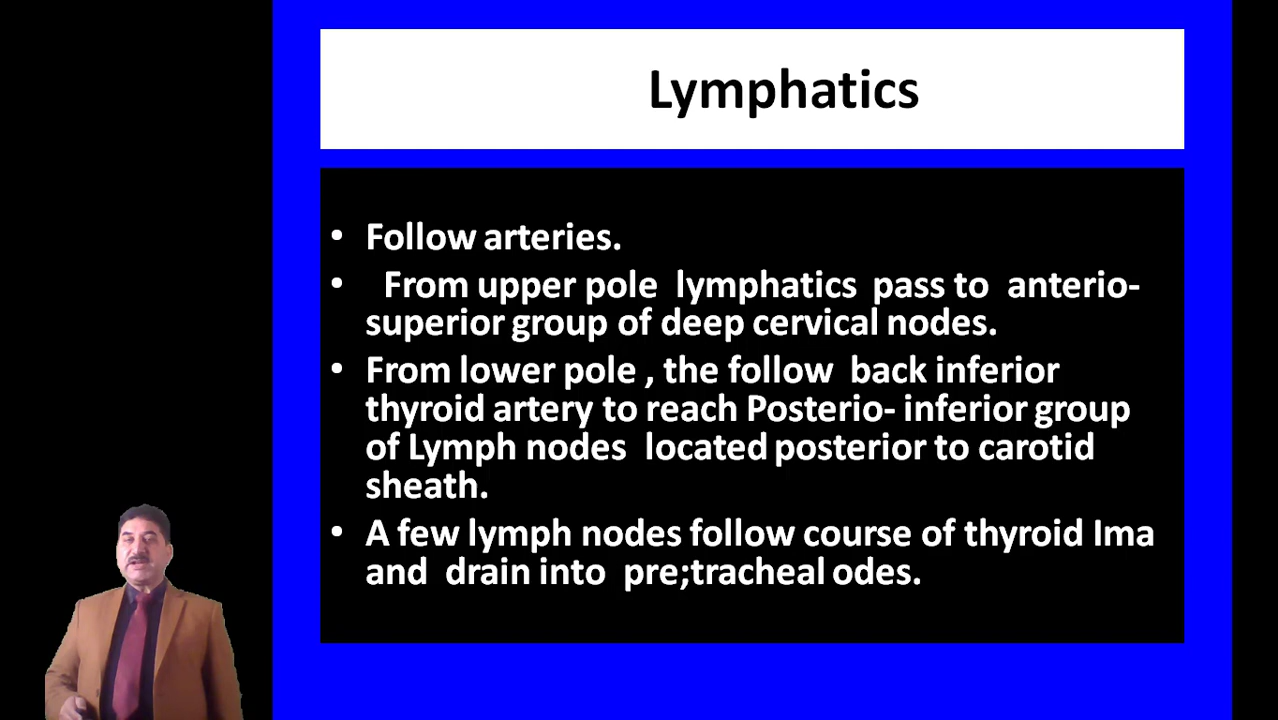 Lymphatics
• Follow arteries.
• From upper pole lymphatics pass to anterio-
superior group of deep cervical nodes.
• From lower pole , the follow back inferior
thyroid artery to reach Posterio- inferior group
of Lymph nodes located posterior to carotid
sheath.
• A few lymph nodes follow course of thyroid Ima
and drain into pre;tracheal odes.